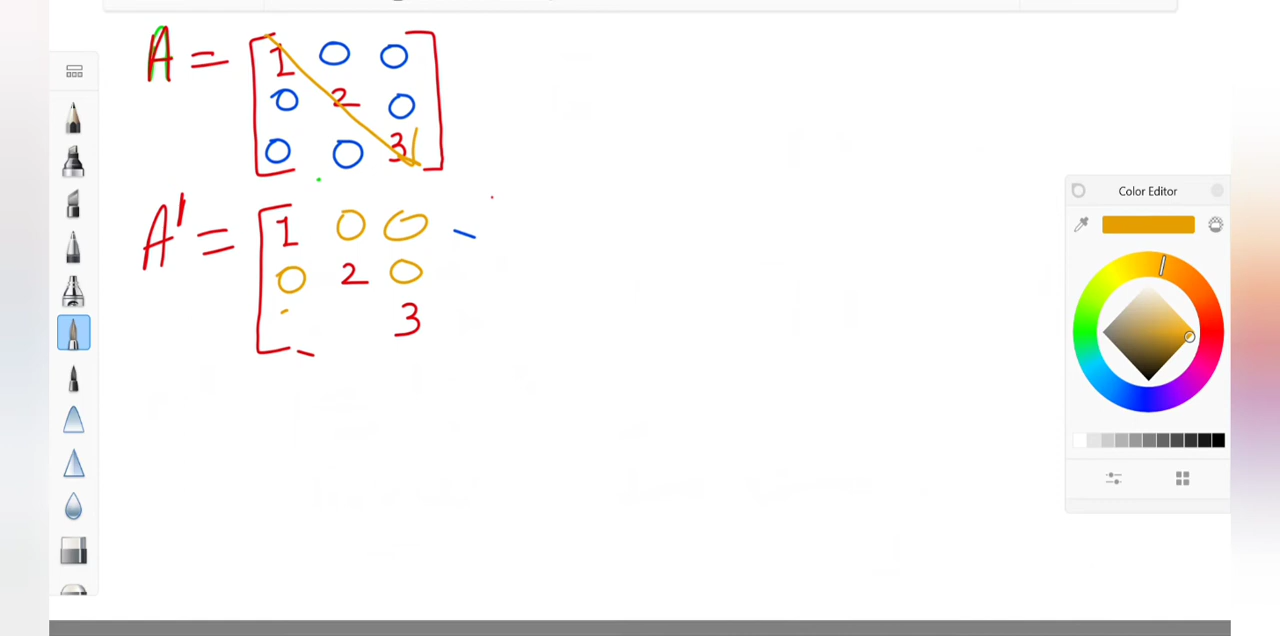 A = [1 0 0
0 2 0
0 0 3]
A' = [1 0 0
0 2 0
3
Color Editor